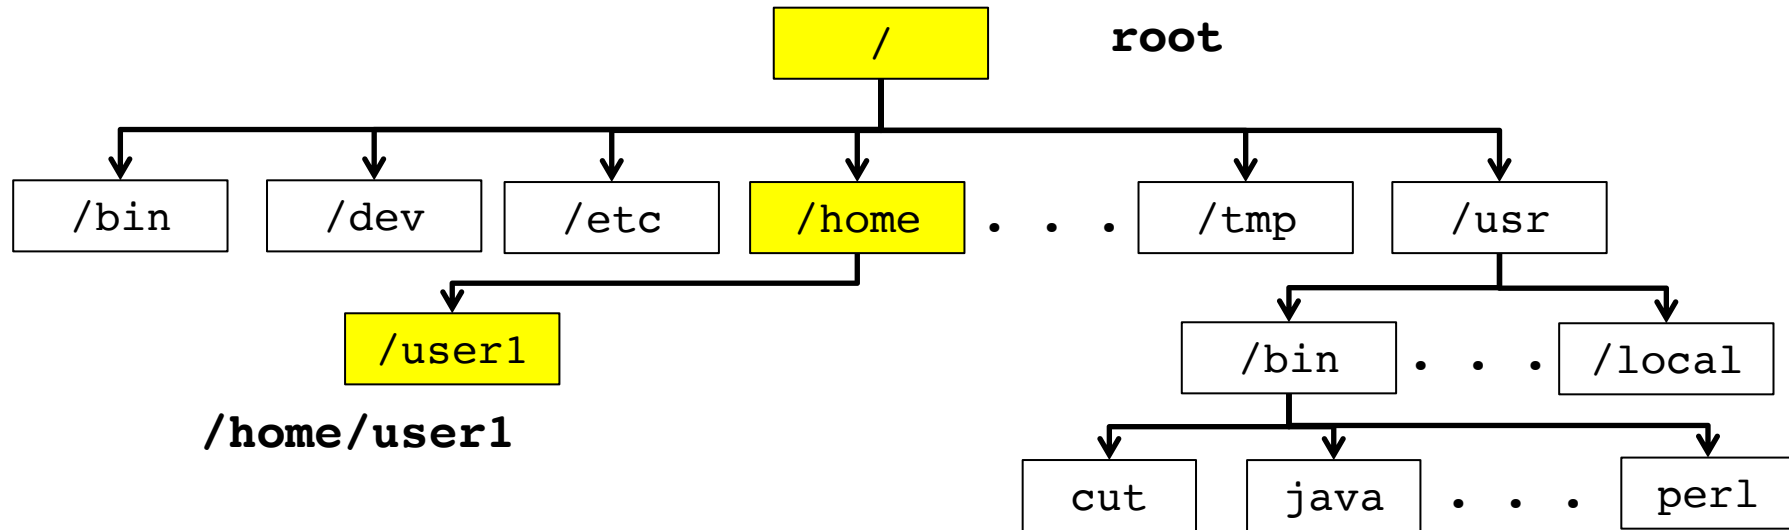 / root
/bin /dev /etc /home . . . /tmp /usr
/user1 /bin . . . /local
/home/user1
cut java . . . perl